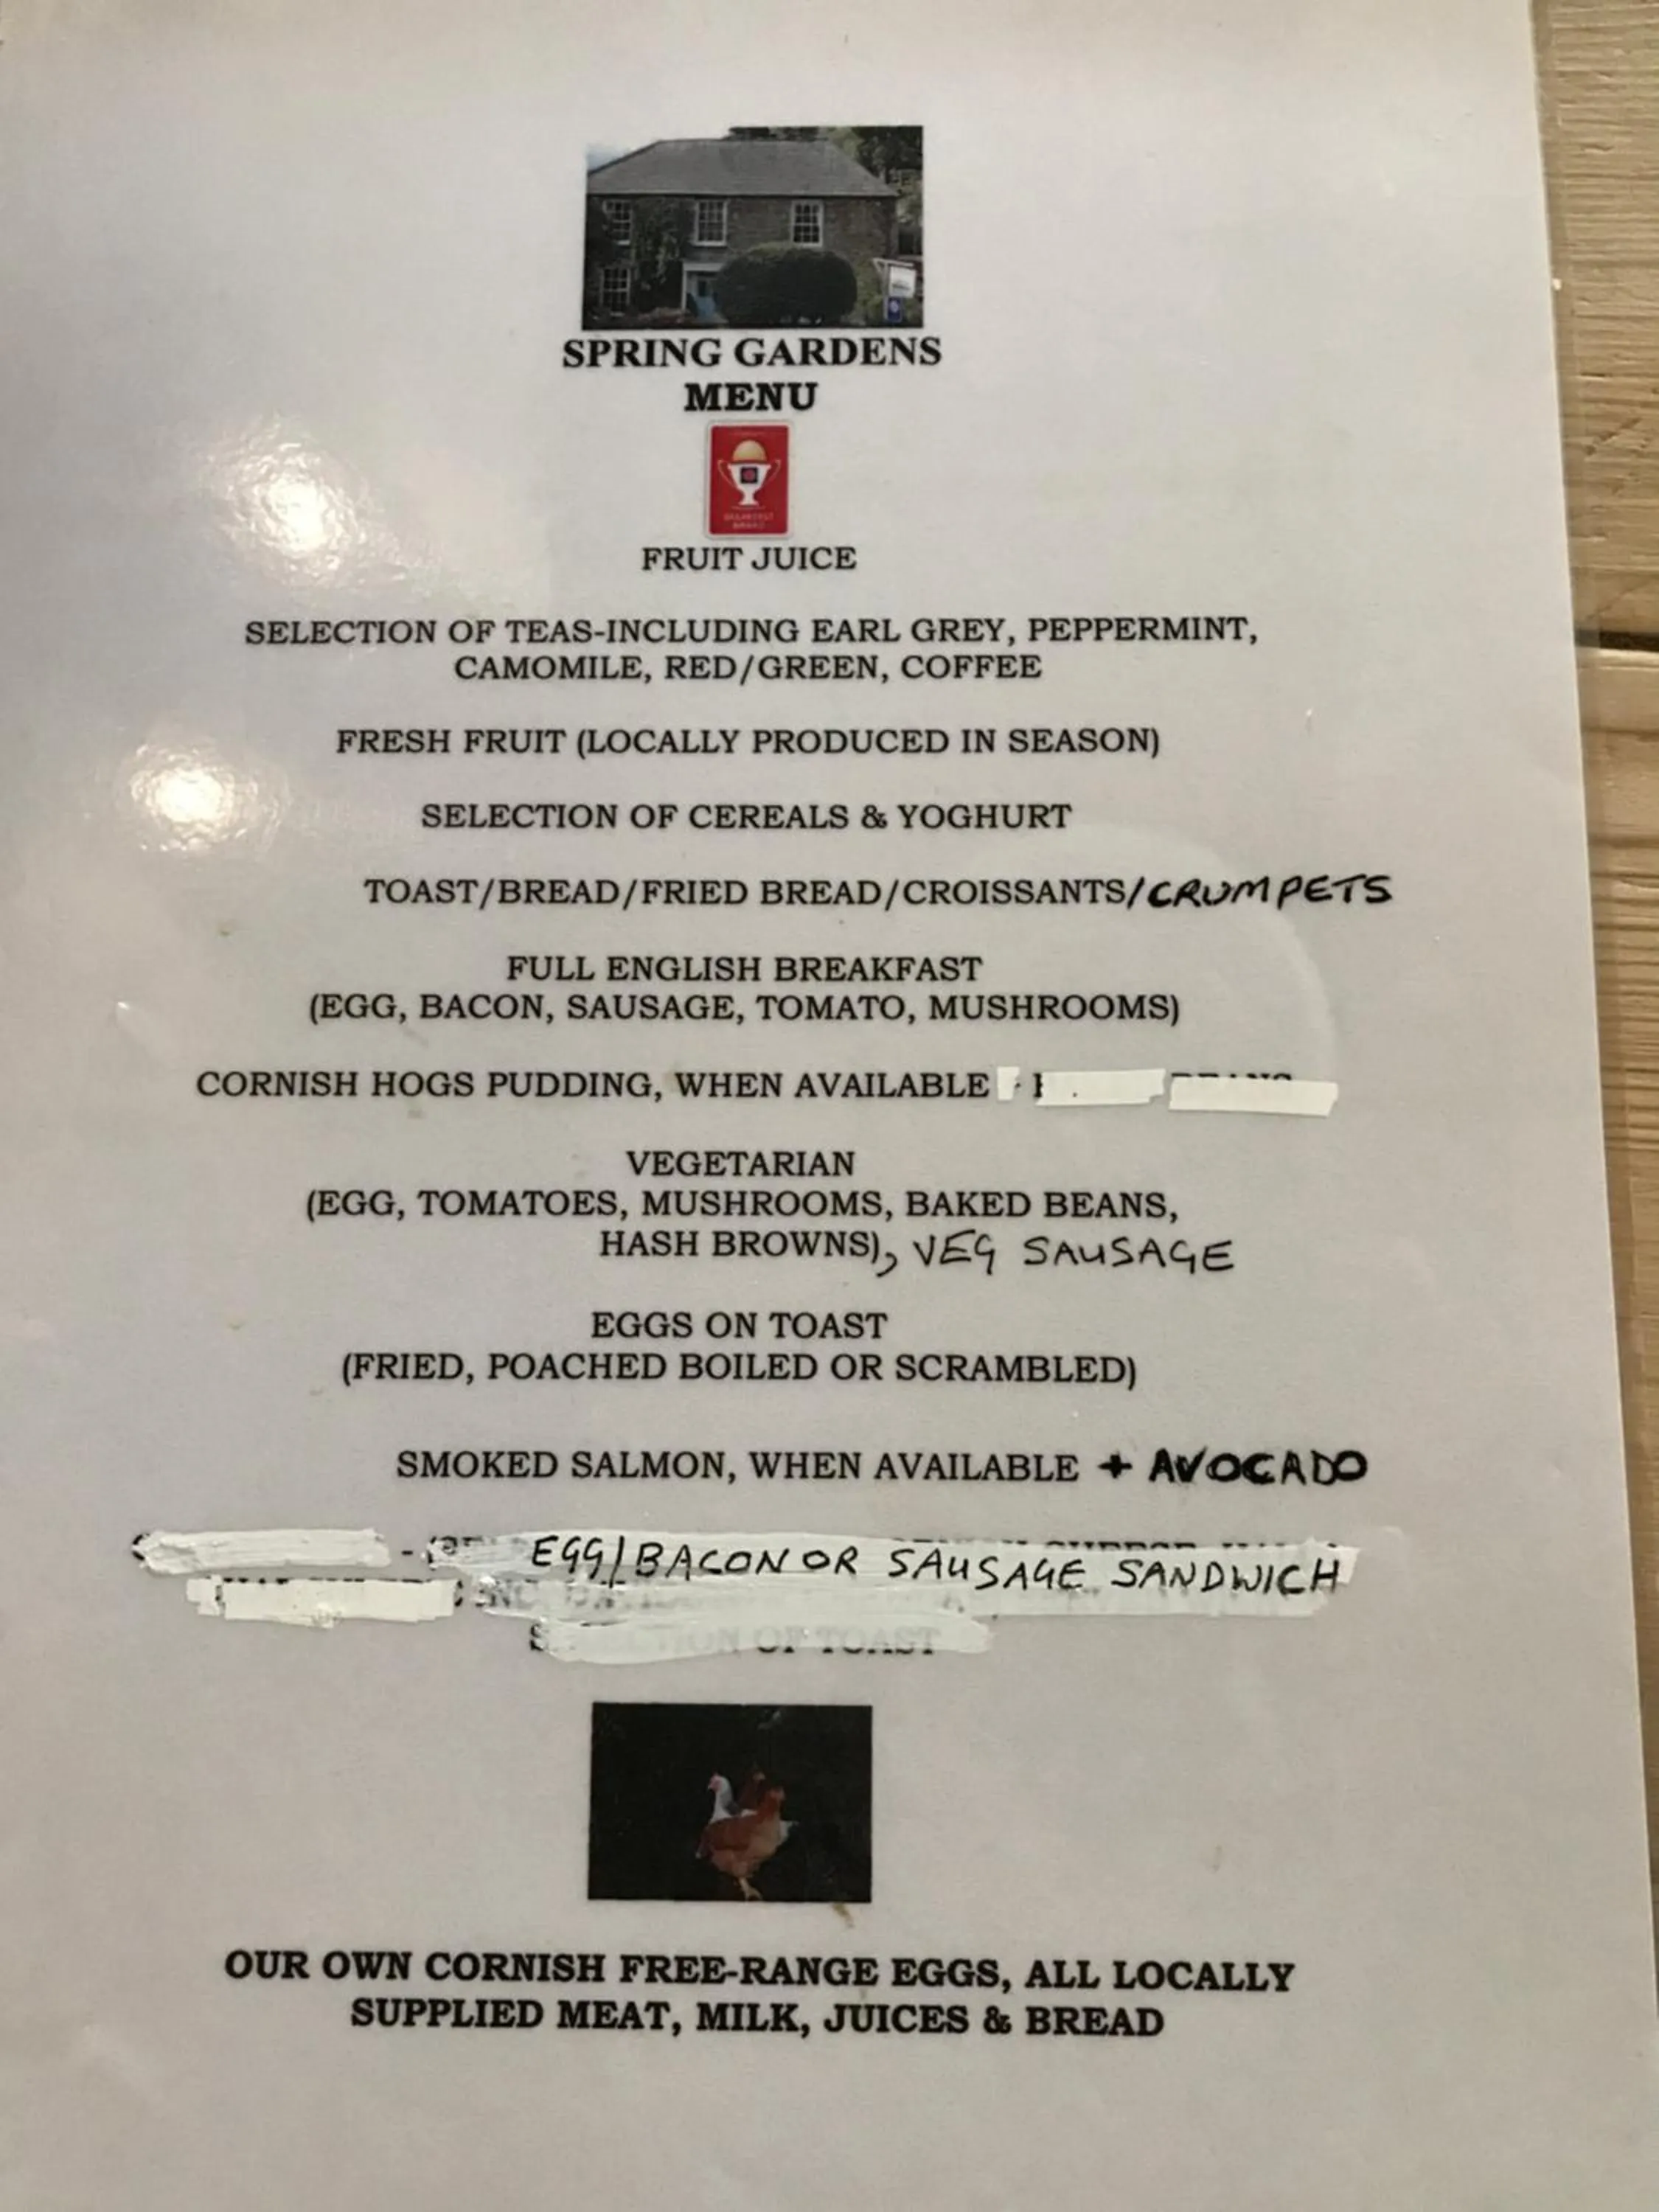 SPRING GARDENS
MENU
FRUIT JUICE
SELECTION OF TEAS-INCLUDING EARL GREY, PEPPERMINT,
CAMOMILE, RED/GREEN, COFFEE
FRESH FRUIT (LOCALLY PRODUCED IN SEASON)
SELECTION OF CEREALS & YOGHURT
TOAST/BREAD/FRIED BREAD/CROISSANTS/CRUMPETS
FULL ENGLISH BREAKFAST
(EGG, BACON, SAUSAGE, TOMATO, MUSHROOMS)
CORNISH HOGS PUDDING, WHEN AVAILABLE
VEGETARIAN
(EGG, TOMATOES, MUSHROOMS, BAKED BEANS,
HASH BROWNS), VEG SAUSAGE
EGGS ON TOAST
(FRIED, POACHED BOILED OR SCRAMBLED)
SMOKED SALMON, WHEN AVAILABLE + AVOCADO
EGG/BACON OR SAUSAGE SANDWICH
OF TOAST
OUR OWN CORNISH FREE-RANGE EGGS, ALL LOCALLY
SUPPLIED MEAT, MILK, JUICES & BREAD